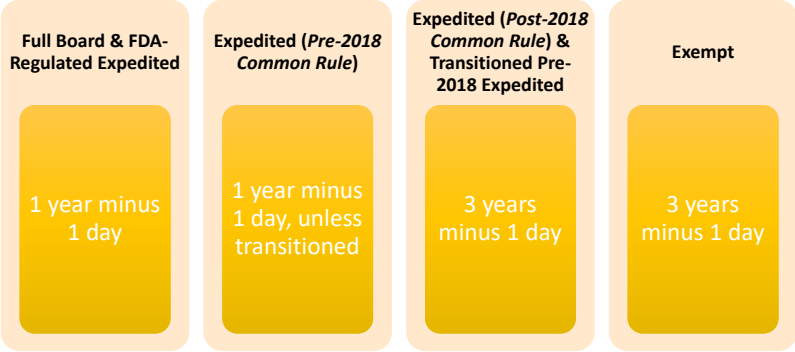 Full Board & FDA-
Regulated Expedited
1 year minus
1 day
Expedited (Pre-2018
Common Rule)
1 year minus
1 day, unless
transitioned
Expedited (Post-2018
Common Rule) &
Transitioned Pre-
2018 Expedited
3 years
minus 1 day
Exempt
3 years
minus 1 day